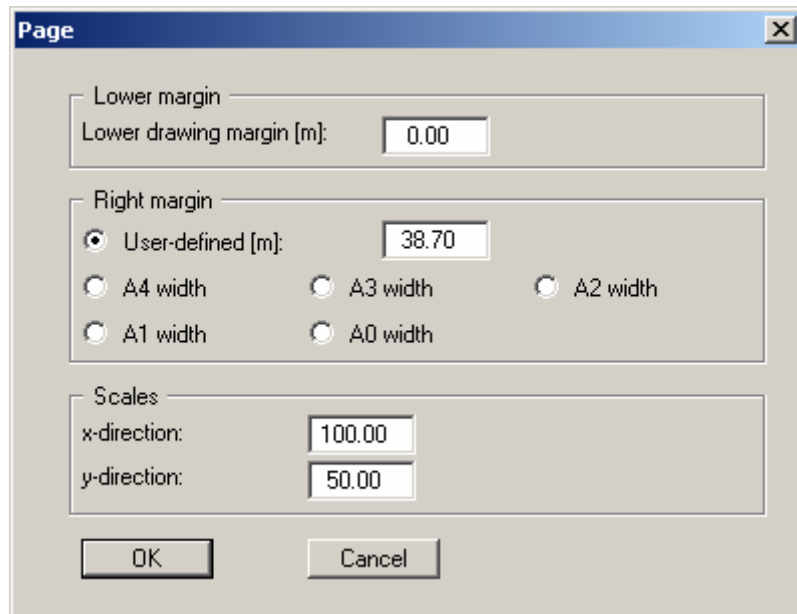 Page
Lower margin
Lower drawing margin [m]: 0.00
Right margin
User-defined [m]: 38.70
A4 width A3 width A2 width
A1 width A0 width
Scales
x-direction: 100.00
y-direction: 50.00
OK Cancel